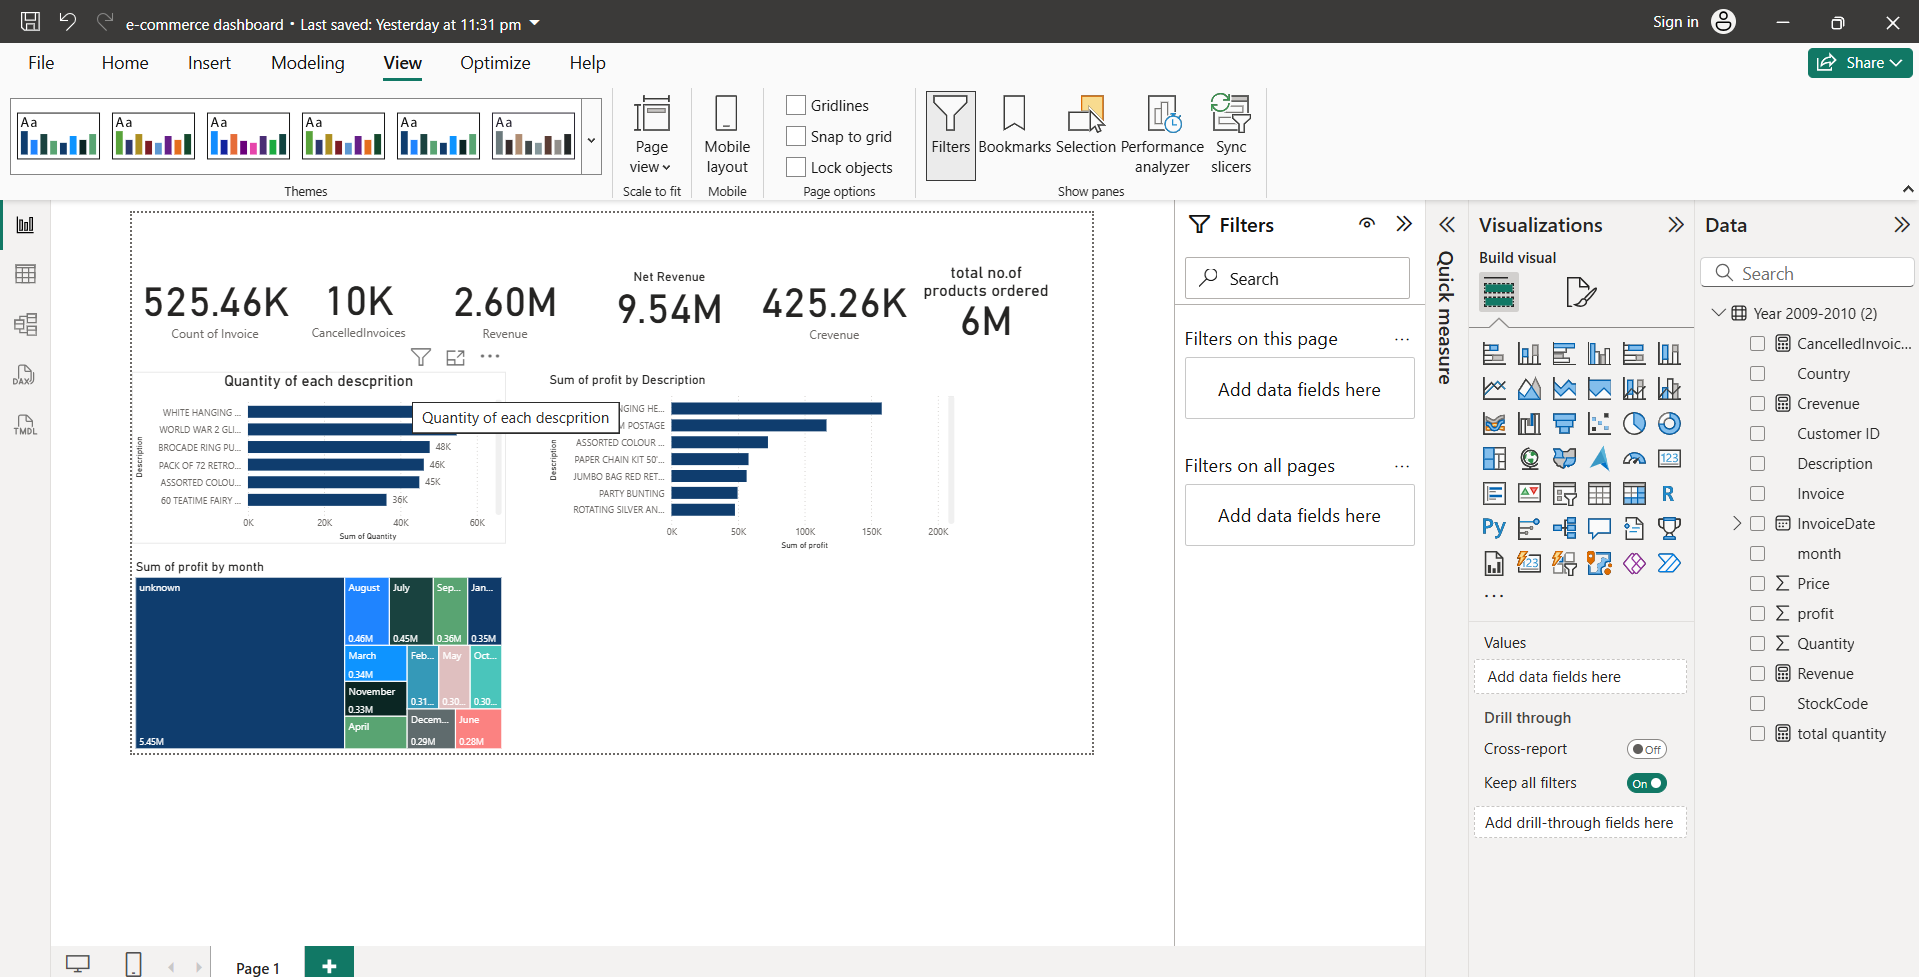 e-commerce dashboard • Last saved: Yesterday at 11:31 pm
Sign in
File Home Insert Modeling View Optimize Help
Share
Aa Aa Aa Aa Aa Aa
Themes
Page view
Scale to fit
Mobile layout
Mobile
Gridlines
Snap to grid
Lock objects
Page options
Filters
Bookmarks
Selection
Performance analyzer
Sync slicers
Show panes
DAX
TMDL
525.46K
Count of Invoice
10K
CancelledInvoices
2.60M
Revenue
Net Revenue
9.54M
425.26K
Crevenue
total no.of
products ordered
6M
Quantity of each descprition
Description
WHITE HANGING ...
WORLD WAR 2 GLI...
BROCADE RING PU... 48K
PACK OF 72 RETRO... 46K
ASSORTED COLOU... 45K
60 TEATIME FAIRY ... 36K
0K 20K 40K 60K
Sum of Quantity
Quantity of each descprition
Sum of profit by Description
Description
NGING HE...
M POSTAGE
ASSORTED COLOUR ...
PAPER CHAIN KIT 50'...
JUMBO BAG RED RET...
PARTY BUNTING
ROTATING SILVER AN...
0K 50K 100K 150K 200K
Sum of profit
Sum of profit by month
unknown
5.45M
August
0.46M
July
0.45M
Sep...
0.36M
Jan...
0.35M
March
0.34M
November
0.33M
April
Feb...
0.31...
May
0.30...
Oct...
0.30...
Decem...
0.29M
June
0.28M
Filters
Search
Filters on this page
Add data fields here
Filters on all pages
Add data fields here
Quick measure
Visualizations
Build visual
123
R
Py
123
Values
Add data fields here
Drill through
Cross-report
Off
Keep all filters
On
Add drill-through fields here
Data
Search
Year 2009-2010 (2)
CancelledInvoic...
Country
Crevenue
Customer ID
Description
Invoice
InvoiceDate
month
Price
profit
Quantity
Revenue
StockCode
total quantity
Page 1